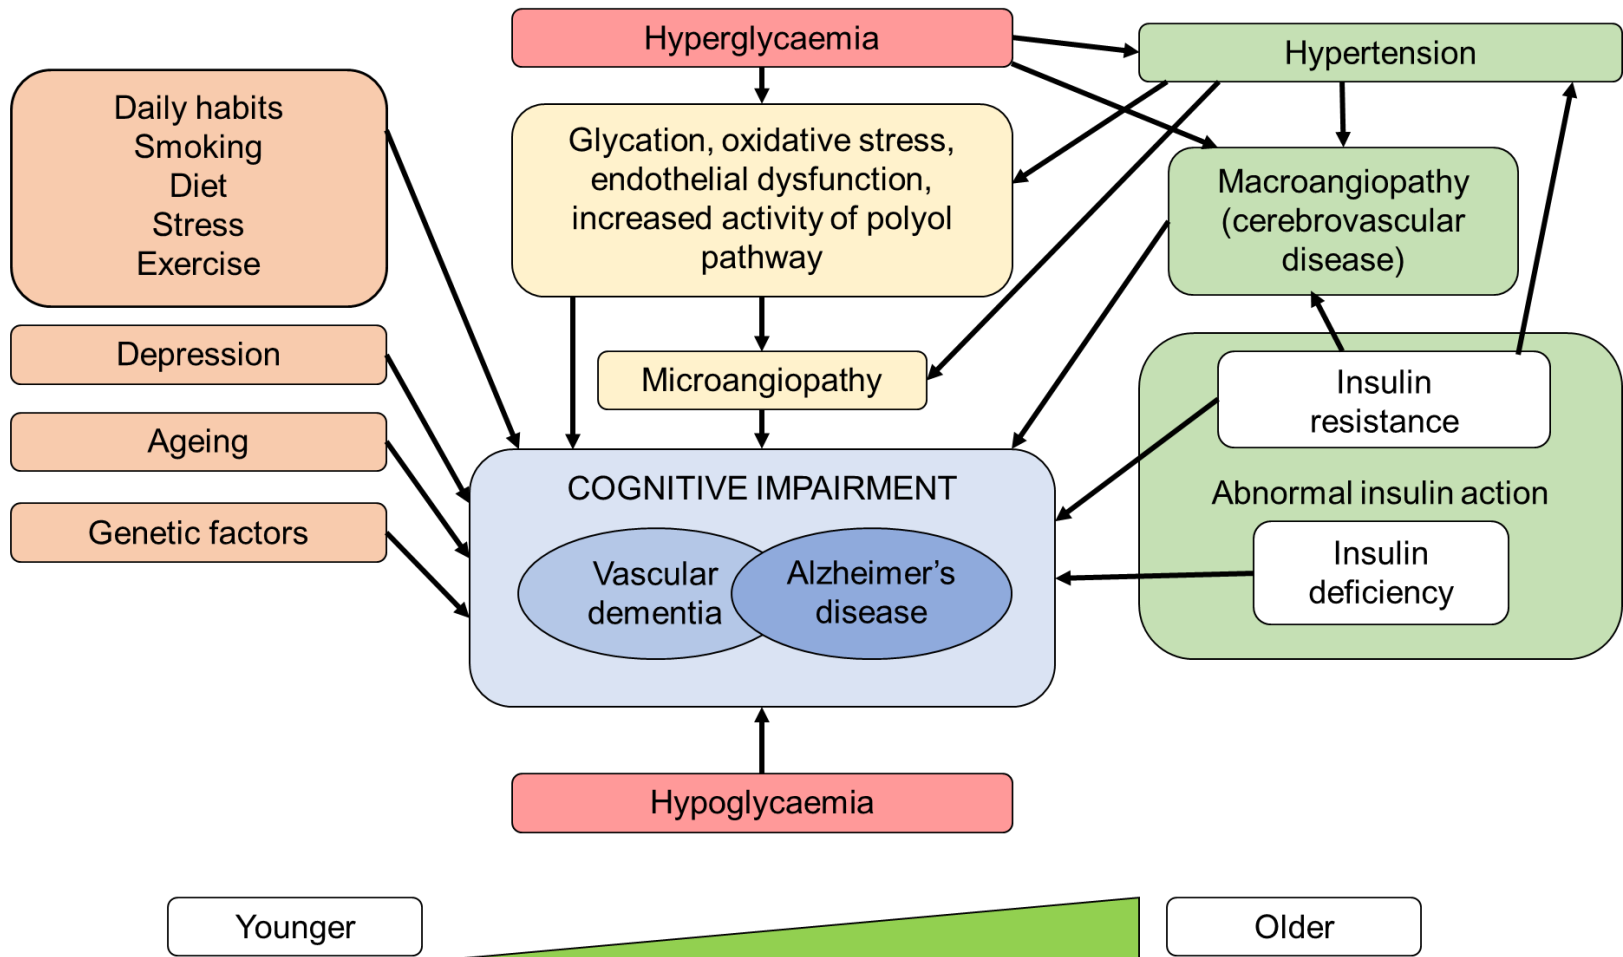 Hyperglycaemia
Hypertension
Daily habits
Smoking
Diet
Stress
Exercise
Glycation, oxidative stress,
endothelial dysfunction,
increased activity of polyol
pathway
Macroangiopathy
(cerebrovascular
disease)
Depression
Microangiopathy
Insulin
resistance
Ageing
Genetic factors
COGNITIVE IMPAIRMENT
Abnormal insulin action
Vascular
dementia
Alzheimer’s
disease
Insulin
deficiency
Hypoglycaemia
Younger
Older